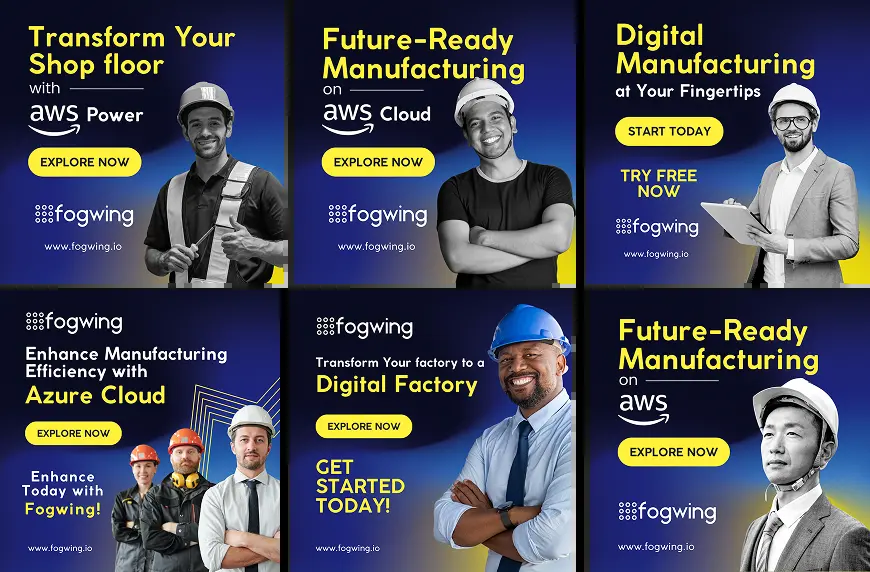 Transform Your
Shop floor
with
aws Power
EXPLORE NOW
fogwing
www.fogwing.io
Future-Ready
Manufacturing
on
aws Cloud
EXPLORE NOW
fogwing
www.fogwing.io
Digital
Manufacturing
at Your Fingertips
START TODAY
TRY FREE
NOW
fogwing
www.fogwing.io
fogwing
Enhance Manufacturing
Efficiency with
Azure Cloud
EXPLORE NOW
Enhance
Today with
Fogwing!
www.fogwing.io
fogwing
Transform Your factory to a
Digital Factory
EXPLORE NOW
GET
STARTED
TODAY!
www.fogwing.io
Future-Ready
Manufacturing
on
aws
EXPLORE NOW
fogwing
www.fogwing.io